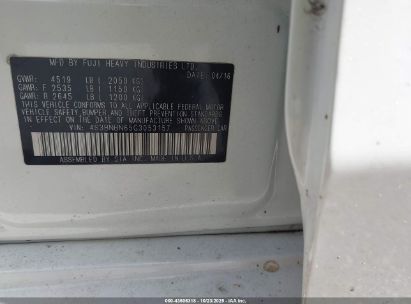 MFD BY FUJI HEAVY INDUSTRIES LTD.
DATE: 04/16
GVWR: 4519 LB ( 2050 KG)
GAWR: F 2535 LB ( 1150 KG)
GAWR: R 2645 LB ( 1200 KG)
THIS VEHICLE CONFORMS TO ALL APPLICABLE FEDERAL MOTOR
VEHICLE SAFETY, BUMPER, AND THEFT PREVENTION STANDARDS
IN EFFECT ON THE DATE OF MANUFACTURE SHOWN ABOVE.
VIN: 4S3BNBN65G3053157 PASSENGER CAR
ASSEMBLED BY SIA, INC. MADE IN U.S.A.
10/23/2025